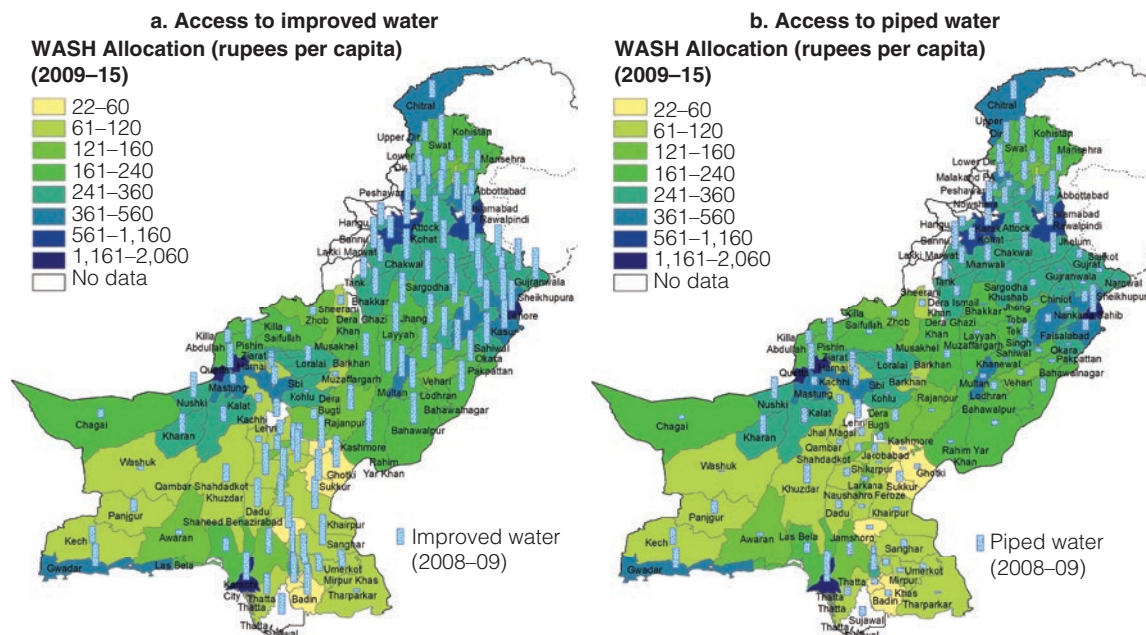 a. Access to improved water
WASH Allocation (rupees per capita)
(2009–15)
22–60
61–120
121–160
161–240
241–360
361–560
561–1,160
1,161–2,060
No data
Chitral
Upper Dir
Kohistan
Swat
Lower
Dir
Mansehra
Peshawar
Abbottabad
Islamabad
Rawalpindi
Hangu
Attock
Bannu
Kohat
Lakki Marwat
Chakwal
Tank
Sargodha
Gujranwala
Sheerani
Bhakkar
Sheikhupura
Zhob
Dera Ghazi
Khan
Jhang
Killa
Saifullah
Layyah
Kasur
Killa
Abdullah
Pishin
Musakhel
Sahiwal
Okara
Ziarat
Loralai
Barkhan
Pakpattan
Muzaffargarh
Mastung
Sbi
Vehari
Multan
Lodhran
Nushki
Kohlu
Dera
Bugti
Bahawalnagar
Kalat
Kachhi
Rajanpur
Chagai
Lehri
Bahawalpur
Kharan
Kashmore
Rahim
Yar Khan
Washuk
Ghotki
Qambar Shahdadkot
Sukkur
Khuzdar
Panjgur
Dadu
Khairpur
Shaheed Benazirabad
Kech
Awaran
Sanghar
Gwadar
Las Bela
Umerkot
Karachi
City
Mirpur Khas
Thatta
Badin
Tharparkar
Thatta
Thatta
Sujawal
Improved water
(2008–09)
b. Access to piped water
WASH Allocation (rupees per capita)
(2009–15)
22–60
61–120
121–160
161–240
241–360
361–560
561–1,160
1,161–2,060
No data
Chitral
Upper
Dir
Kohistan
Swat
Lower Dir
Mansehra
Malakand PA
Peshawar
Abbottabad
Islamabad
Rawalpindi
Hangu
Karak
Attock
Bannu
Kohat
Jhelum
Lakki Marwat
Chakwal
Mianwali
Gujrat
Tank
Sargodha
Gujranwala
Narowal
Sheerani
Khushab
Sheikhupura
Dera Ismail
Khan
Bhakkar
Chiniot
Zhob
Dera Ghazi
Khan
Jhang
Nankana Sahib
Killa
Saifullah
Layyah
Toba
Tek
Singh
Faisalabad
Killa
Abdullah
Pishin
Musakhel
Muzaffargarh
Sahiwal
Okara
Ziarat
Loralai
Khanewal
Pakpattan
Kachhi
Barkhan
Bahawalnagar
Mastung
Sbi
Multan
Vehari
Nushki
Kohlu
Lodhran
Kalat
Dera
Bugti
Rajanpur
Chagai
Lehri
Kharan
Jhal Magsi
Kashmore
Qambar
Shahdadkot
Jacobabad
Rahim Yar
Khan
Washuk
Shikarpur
Ghotki
Khuzdar
Larkana
Sukkur
Naushahro Feroze
Panjgur
Dadu
Khairpur
Kech
Awaran
Las Bela
Jamshoro
Sanghar
Gwadar
Umerkot
Thatta
Mirpur
Khas
Thatta
Badin
Tharparkar
Thatta
Thatta
Sujawal
Piped water
(2008–09)